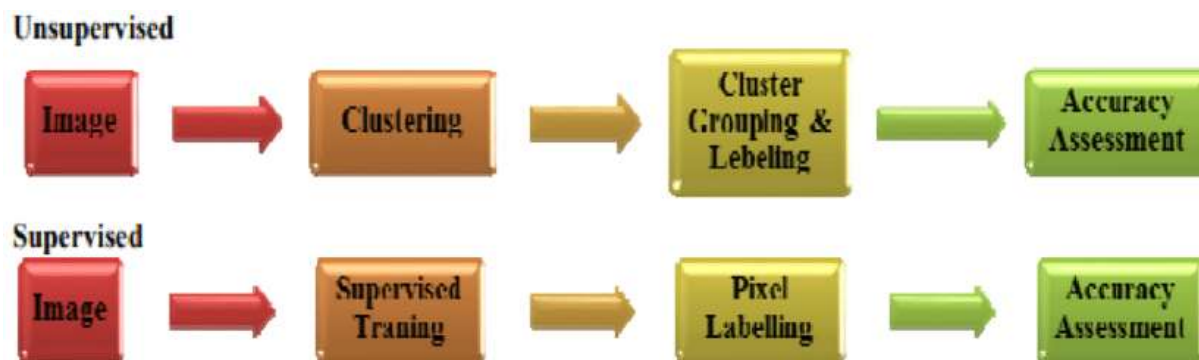 Unsupervised
Image
Clustering
Cluster
Grouping &
Lebeling
Accuracy
Assessment
Supervised
Image
Supervised
Traning
Pixel
Labelling
Accuracy
Assessment